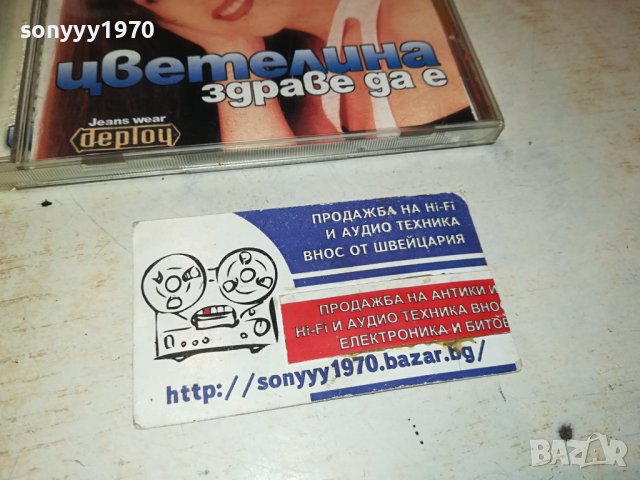 sonyyy1970
цветелина
здраве да е
Jeans wear
deploy
ПРОДАЖБА НА Hi-Fi
И АУДИО ТЕХНИКА
ВНОС ОТ ШВЕЙЦАРИЯ
ПРОДАЖБА НА АНТИКИ И
Hi-Fi И АУДИО ТЕХНИКА ВНОС
ЕЛЕКТРОНИКА И БИТОВ
http://sonyyy1970.bazar.bg/
BAZAR
sonyyy1970